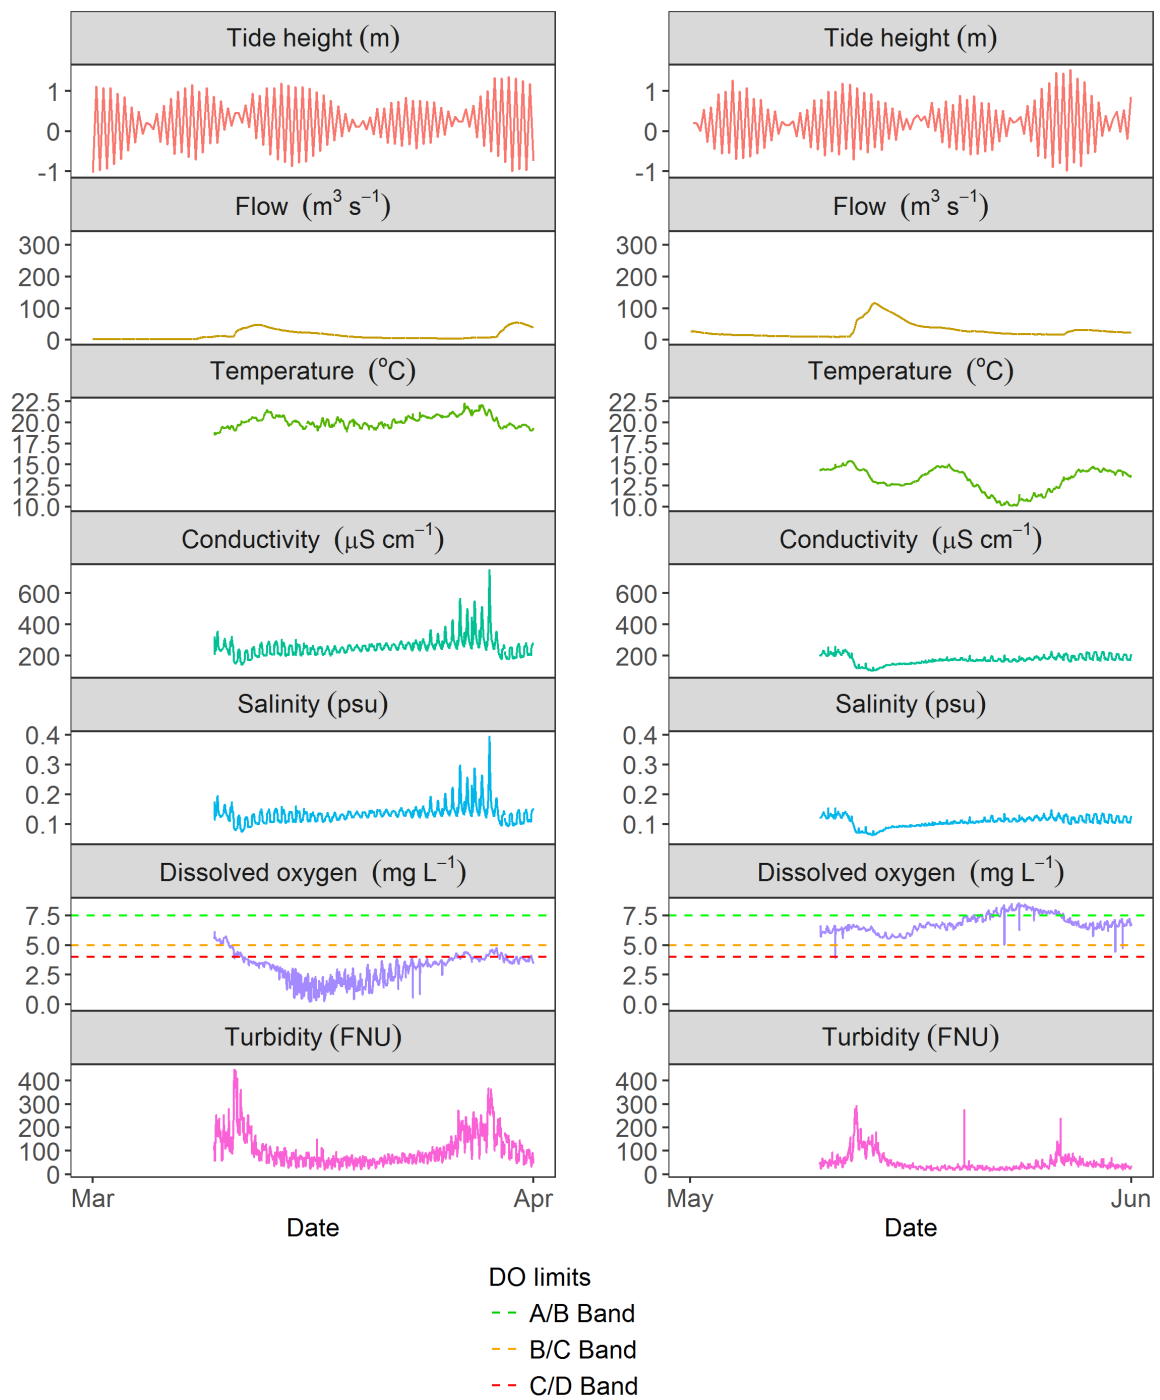 Tide height (m)
1
0
-1
Flow (m³ s⁻¹)
300
200
100
0
Temperature (°C)
22.5
20.0
17.5
15.0
12.5
10.0
Conductivity (μS cm⁻¹)
600
400
200
Salinity (psu)
0.4
0.3
0.2
0.1
Dissolved oxygen (mg L⁻¹)
7.5
5.0
2.5
0.0
Turbidity (FNU)
400
300
200
100
0
Mar Apr
Date
Tide height (m)
1
0
-1
Flow (m³ s⁻¹)
300
200
100
0
Temperature (°C)
22.5
20.0
17.5
15.0
12.5
10.0
Conductivity (μS cm⁻¹)
600
400
200
Salinity (psu)
0.4
0.3
0.2
0.1
Dissolved oxygen (mg L⁻¹)
7.5
5.0
2.5
0.0
Turbidity (FNU)
400
300
200
100
0
May Jun
Date
DO limits
A/B Band
B/C Band
C/D Band